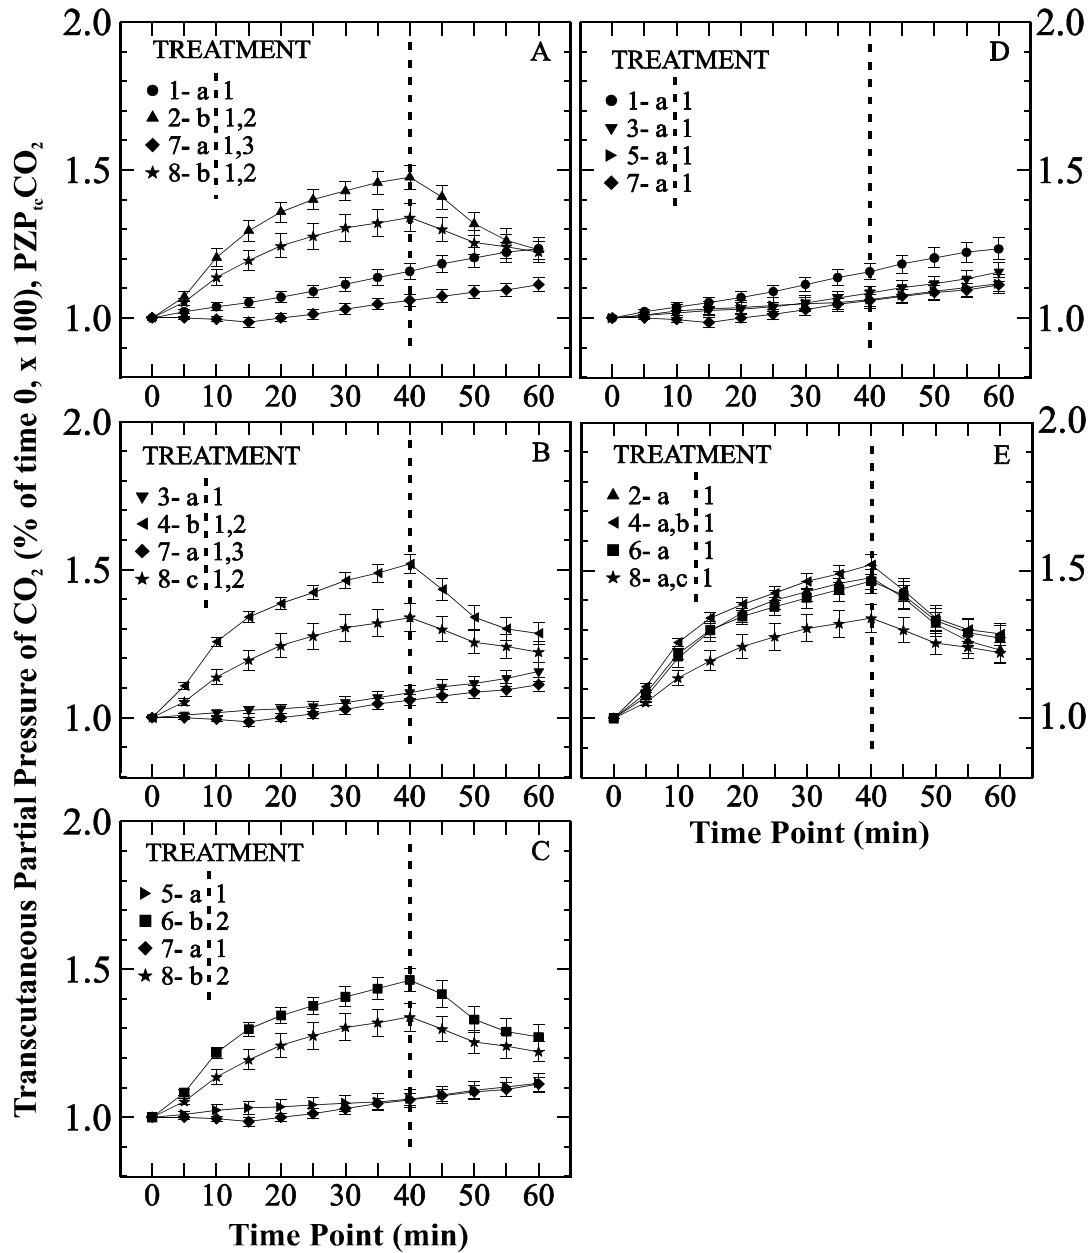 Transcutaneous Partial Pressure of CO2 (% of time 0, x 100), PZPtcCO2
2.0
1.5
1.0
TREATMENT
A
1- a 1
2- b 1,2
7- a 1,3
8- b 1,2
0 10 20 30 40 50 60
TREATMENT
D
1- a 1
3- a 1
5- a 1
7- a 1
2.0
1.5
1.0
0 10 20 30 40 50 60
2.0
1.5
1.0
TREATMENT
B
3- a 1
4- b 1,2
7- a 1,3
8- c 1,2
0 10 20 30 40 50 60
TREATMENT
E
2- a 1
4- a,b 1
6- a 1
8- a,c 1
2.0
1.5
1.0
0 10 20 30 40 50 60
Time Point (min)
2.0
1.5
1.0
TREATMENT
C
5- a 1
6- b 2
7- a 1
8- b 2
0 10 20 30 40 50 60
Time Point (min)